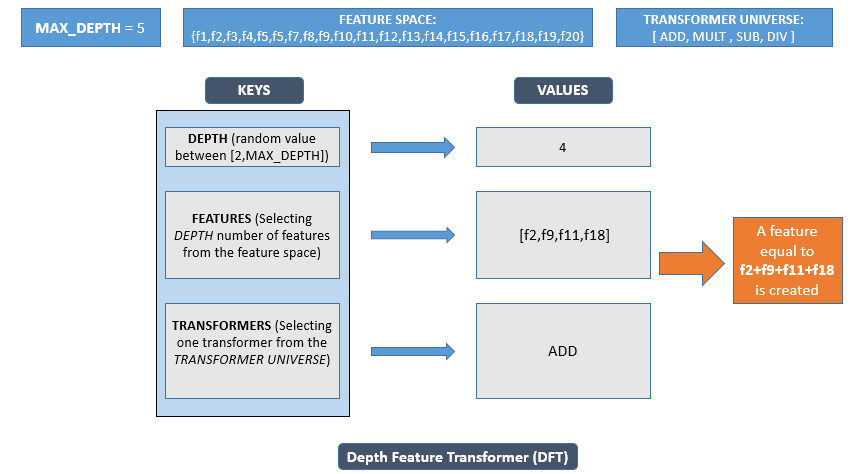 MAX_DEPTH = 5
FEATURE SPACE:
{f1,f2,f3,f4,f5,f5,f7,f8,f9,f10,f11,f12,f13,f14,f15,f16,f17,f18,f19,f20}
TRANSFORMER UNIVERSE:
[ ADD, MULT , SUB, DIV ]
KEYS
VALUES
DEPTH (random value
between [2,MAX_DEPTH])
4
FEATURES (Selecting
DEPTH number of features
from the feature space)
[f2,f9,f11,f18]
A feature
equal to
f2+f9+f11+f18
is created
TRANSFORMERS (Selecting
one transformer from the
TRANSFORMER UNIVERSE)
ADD
Depth Feature Transformer (DFT)